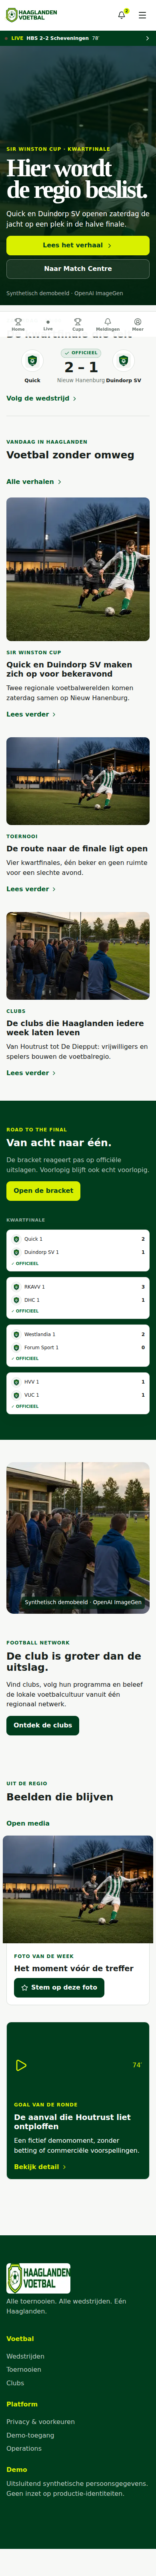 HAAGLANDEN
VOETBAL
2
LIVE HBS 2–2 Scheveningen 78'
SIR WINSTON CUP · KWARTFINALE
Hier wordt
de regio beslist.
Quick en Duindorp SV openen zaterdag de
jacht op een plek in de halve finale.
Lees het verhaal
Naar Match Centre
Synthetisch demobeeld · OpenAI ImageGen
Home Live Cups Meldingen Meer
OFFICIEEL
2 – 1
Quick Nieuw Hanenburg Duindorp SV
Volg de wedstrijd
VANDAAG IN HAAGLANDEN
Voetbal zonder omweg
Alle verhalen
SIR WINSTON CUP
Quick en Duindorp SV maken
zich op voor bekeravond
Twee regionale voetbalwerelden komen
zaterdag samen op Nieuw Hanenburg.
Lees verder
TOERNOOI
De route naar de finale ligt open
Vier kwartfinales, één beker en geen ruimte
voor een slechte avond.
Lees verder
CLUBS
De clubs die Haaglanden iedere
week laten leven
Van Houtrust tot De Diepput: vrijwilligers en
spelers bouwen de voetbalregio.
Lees verder
ROAD TO THE FINAL
Van acht naar één.
De bracket reageert pas op officiële
uitslagen. Voorlopig blijft ook echt voorlopig.
Open de bracket
KWARTFINALE
Quick 1 2
Duindorp SV 1 1
OFFICIEEL
RKAVV 1 3
DHC 1 1
OFFICIEEL
Westlandia 1 2
Forum Sport 1 0
OFFICIEEL
HVV 1 1
VUC 1 1
OFFICIEEL
Synthetisch demobeeld · OpenAI ImageGen
FOOTBALL NETWORK
De club is groter dan de
uitslag.
Vind clubs, volg hun programma en beleef
de lokale voetbalcultuur vanuit één
regionaal netwerk.
Ontdek de clubs
UIT DE REGIO
Beelden die blijven
Open media
FOTO VAN DE WEEK
Het moment vóór de treffer
Stem op deze foto
74'
GOAL VAN DE RONDE
De aanval die Houtrust liet
ontploffen
Een fictief demomoment, zonder
betting of commerciële voorspellingen.
Bekijk detail
HAAGLANDEN
VOETBAL
Alle toernooien. Alle wedstrijden. Eén
Haaglanden.
Voetbal
Wedstrijden
Toernooien
Clubs
Platform
Privacy & voorkeuren
Demo-toegang
Operations
Demo
Uitsluitend synthetische persoonsgegevens.
Geen inzet op productie-identiteiten.